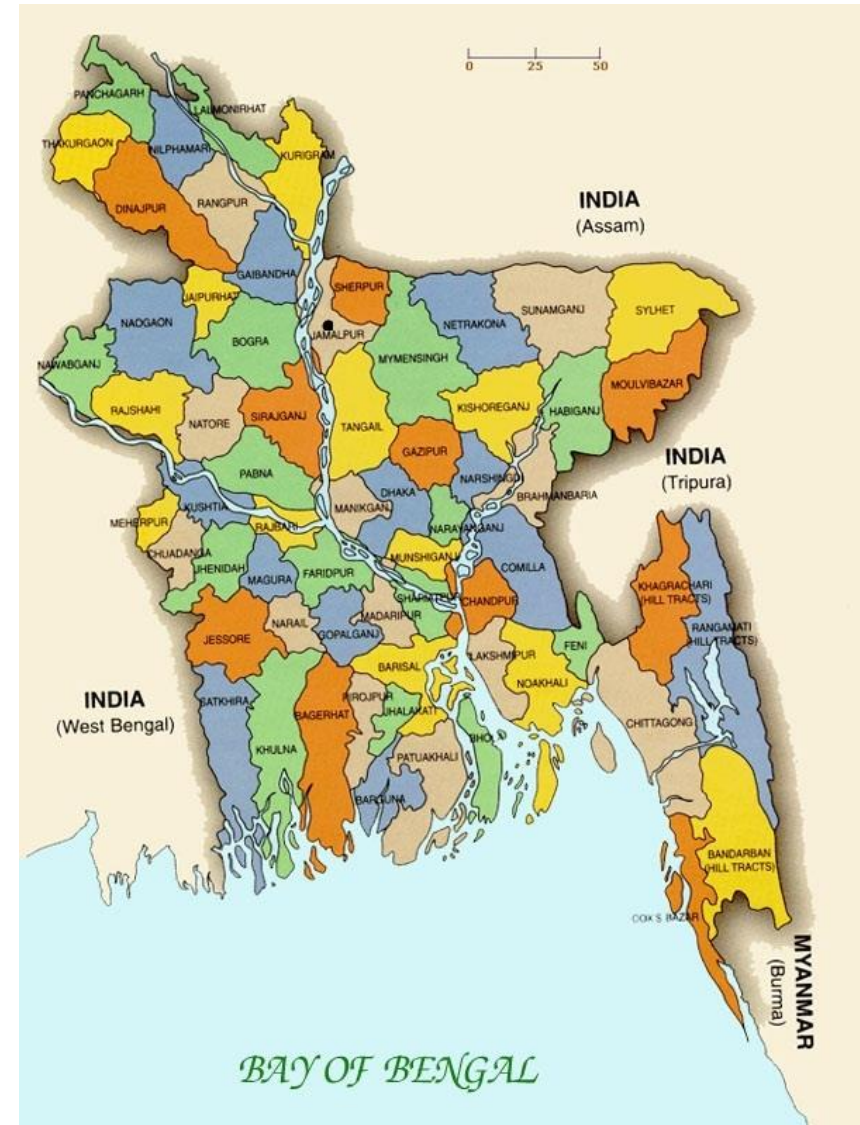 0 25 50
PANCHAGARH
LALMONIRHAT
THAKURGAON
NILPHAMARI
KURIGRAM
DINAJPUR
RANGPUR
INDIA
(Assam)
GAIBANDHA
SHERPUR
JAIPURHAT
NAOGAON
BOGRA
JAMALPUR
NETRAKONA
SUNAMGANJ
SYLHET
MYMENSINGH
NAWABGANJ
RAJSHAHI
NATORE
SIRAJGANJ
TANGAIL
KISHOREGANJ
HABIGANJ
MOULVIBAZAR
GAZIPUR
INDIA
(Tripura)
PABNA
DHAKA
NARSHINGDI
BRAHMANBARIA
KUSHTIA
MANIKGANJ
MEHERPUR
RAJBARI
NARAYANGANJ
CHUADANGA
JHENIDAH
MAGURA
FARIDPUR
MUNSHIGANJ
COMILLA
KHAGRACHARI
(HILL TRACTS)
CHANDPUR
JESSORE
NARAIL
GOPALGANJ
MADARIPUR
RANGAMATI
(HILL TRACTS)
LAKSHMIPUR
FENI
BARISAL
NOAKHALI
INDIA
(West Bengal)
SATKHIRA
KHULNA
BAGERHAT
PIROJPUR
JHALAKATI
CHITTAGONG
BHOLA
PATUAKHALI
BARGUNA
BANDARBAN
(HILL TRACTS)
COX'S BAZAR
MYANMAR
(Burma)
BAY OF BENGAL